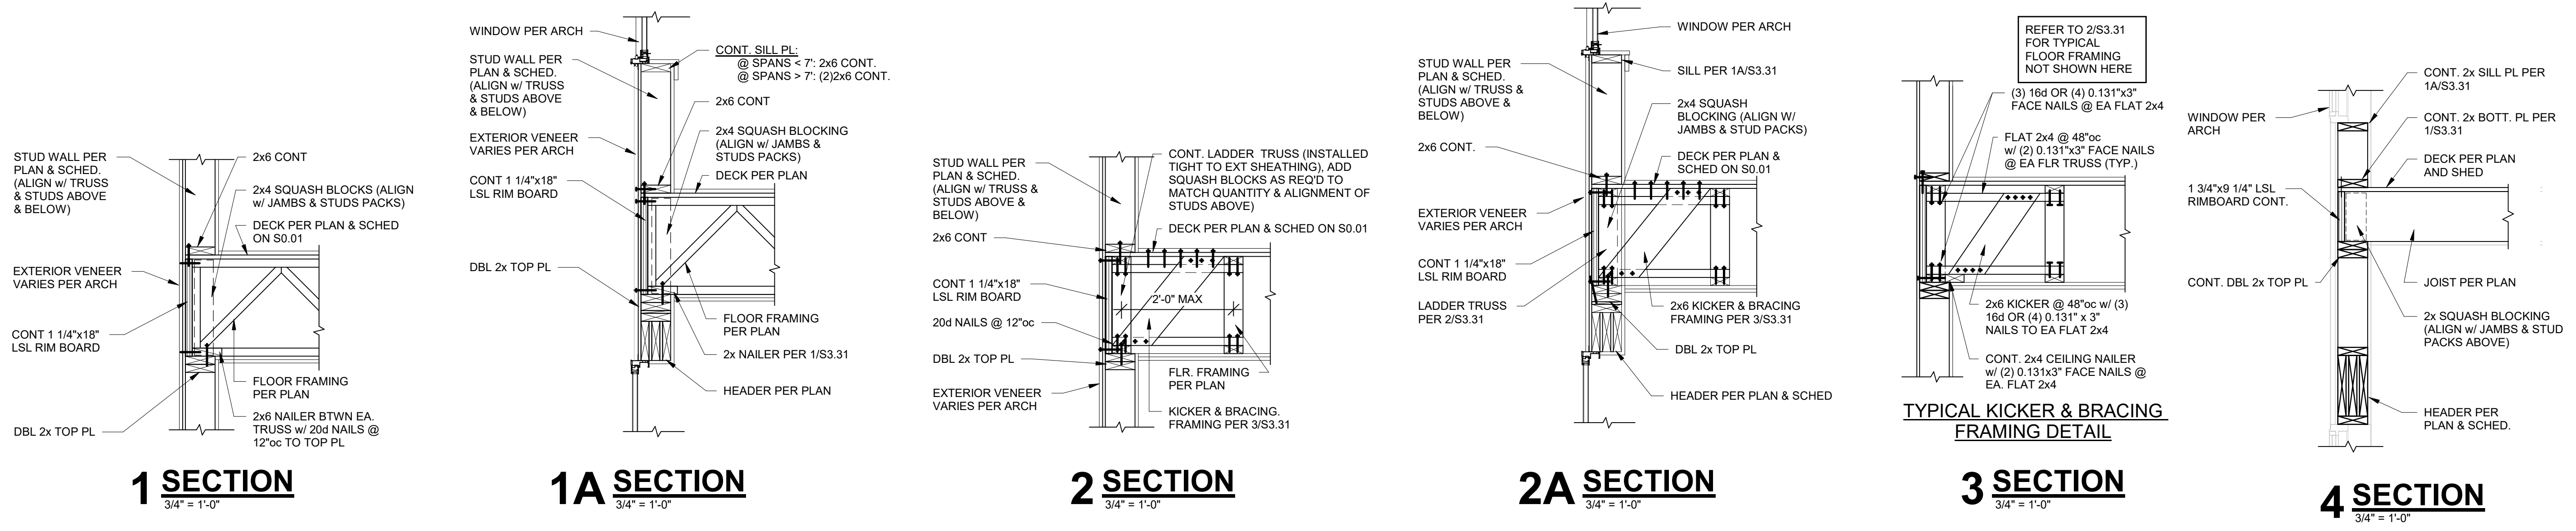 STUD WALL PER
PLAN & SCHED.
(ALIGN w/ TRUSS
& STUDS ABOVE
& BELOW)
EXTERIOR VENEER
VARIES PER ARCH
CONT 1 1/4"x18"
LSL RIM BOARD
DBL 2x TOP PL
2x6 CONT
2x4 SQUASH BLOCKS (ALIGN
w/ JAMBS & STUDS PACKS)
DECK PER PLAN & SCHED
ON S0.01
FLOOR FRAMING
PER PLAN
2x6 NAILER BTWN EA.
TRUSS w/ 20d NAILS @
12"oc TO TOP PL
1 SECTION
3/4" = 1'-0"
WINDOW PER ARCH
STUD WALL PER
PLAN & SCHED.
(ALIGN w/ TRUSS
& STUDS ABOVE
& BELOW)
EXTERIOR VENEER
VARIES PER ARCH
CONT 1 1/4"x18"
LSL RIM BOARD
DBL 2x TOP PL
CONT. SILL PL:
@ SPANS < 7': 2x6 CONT.
@ SPANS > 7': (2)2x6 CONT.
2x6 CONT
2x4 SQUASH BLOCKING
(ALIGN w/ JAMBS &
STUDS PACKS)
DECK PER PLAN
FLOOR FRAMING
PER PLAN
2x NAILER PER 1/S3.31
HEADER PER PLAN
1A SECTION
3/4" = 1'-0"
STUD WALL PER
PLAN & SCHED.
(ALIGN w/ TRUSS &
STUDS ABOVE &
BELOW)
2x6 CONT
CONT 1 1/4"x18"
LSL RIM BOARD
20d NAILS @ 12"oc
DBL 2x TOP PL
EXTERIOR VENEER
VARIES PER ARCH
CONT. LADDER TRUSS (INSTALLED
TIGHT TO EXT SHEATHING), ADD
SQUASH BLOCKS AS REQ'D TO
MATCH QUANTITY & ALIGNMENT OF
STUDS ABOVE)
DECK PER PLAN & SCHED ON S0.01
2'-0" MAX
FLR. FRAMING
PER PLAN
KICKER & BRACING.
FRAMING PER 3/S3.31
2 SECTION
3/4" = 1'-0"
STUD WALL PER
PLAN & SCHED.
(ALIGN w/ TRUSS &
STUDS ABOVE &
BELOW)
2x6 CONT.
EXTERIOR VENEER
VARIES PER ARCH
CONT 1 1/4"x18"
LSL RIM BOARD
LADDER TRUSS
PER 2/S3.31
WINDOW PER ARCH
SILL PER 1A/S3.31
2x4 SQUASH
BLOCKING (ALIGN W/
JAMBS & STUD PACKS)
DECK PER PLAN &
SCHED ON S0.01
2x6 KICKER & BRACING
FRAMING PER 3/S3.31
DBL 2x TOP PL
HEADER PER PLAN & SCHED
2A SECTION
3/4" = 1'-0"
REFER TO 2/S3.31
FOR TYPICAL
FLOOR FRAMING
NOT SHOWN HERE
(3) 16d OR (4) 0.131"x3"
FACE NAILS @ EA FLAT 2x4
FLAT 2x4 @ 48"oc
w/ (2) 0.131"x3" FACE NAILS
@ EA FLR TRUSS (TYP.)
2x6 KICKER @ 48"oc w/ (3)
16d OR (4) 0.131" x 3"
NAILS TO EA FLAT 2x4
CONT. 2x4 CEILING NAILER
w/ (2) 0.131x3" FACE NAILS @
EA. FLAT 2x4
TYPICAL KICKER & BRACING
FRAMING DETAIL
3 SECTION
3/4" = 1'-0"
WINDOW PER
ARCH
1 3/4"x9 1/4" LSL
RIMBOARD CONT.
CONT. DBL 2x TOP PL
CONT. 2x SILL PL PER
1A/S3.31
CONT. 2x BOTT. PL PER
1/S3.31
DECK PER PLAN
AND SHED
JOIST PER PLAN
2x SQUASH BLOCKING
(ALIGN w/ JAMBS & STUD
PACKS ABOVE)
HEADER PER
PLAN & SCHED.
4 SECTION
3/4" = 1'-0"